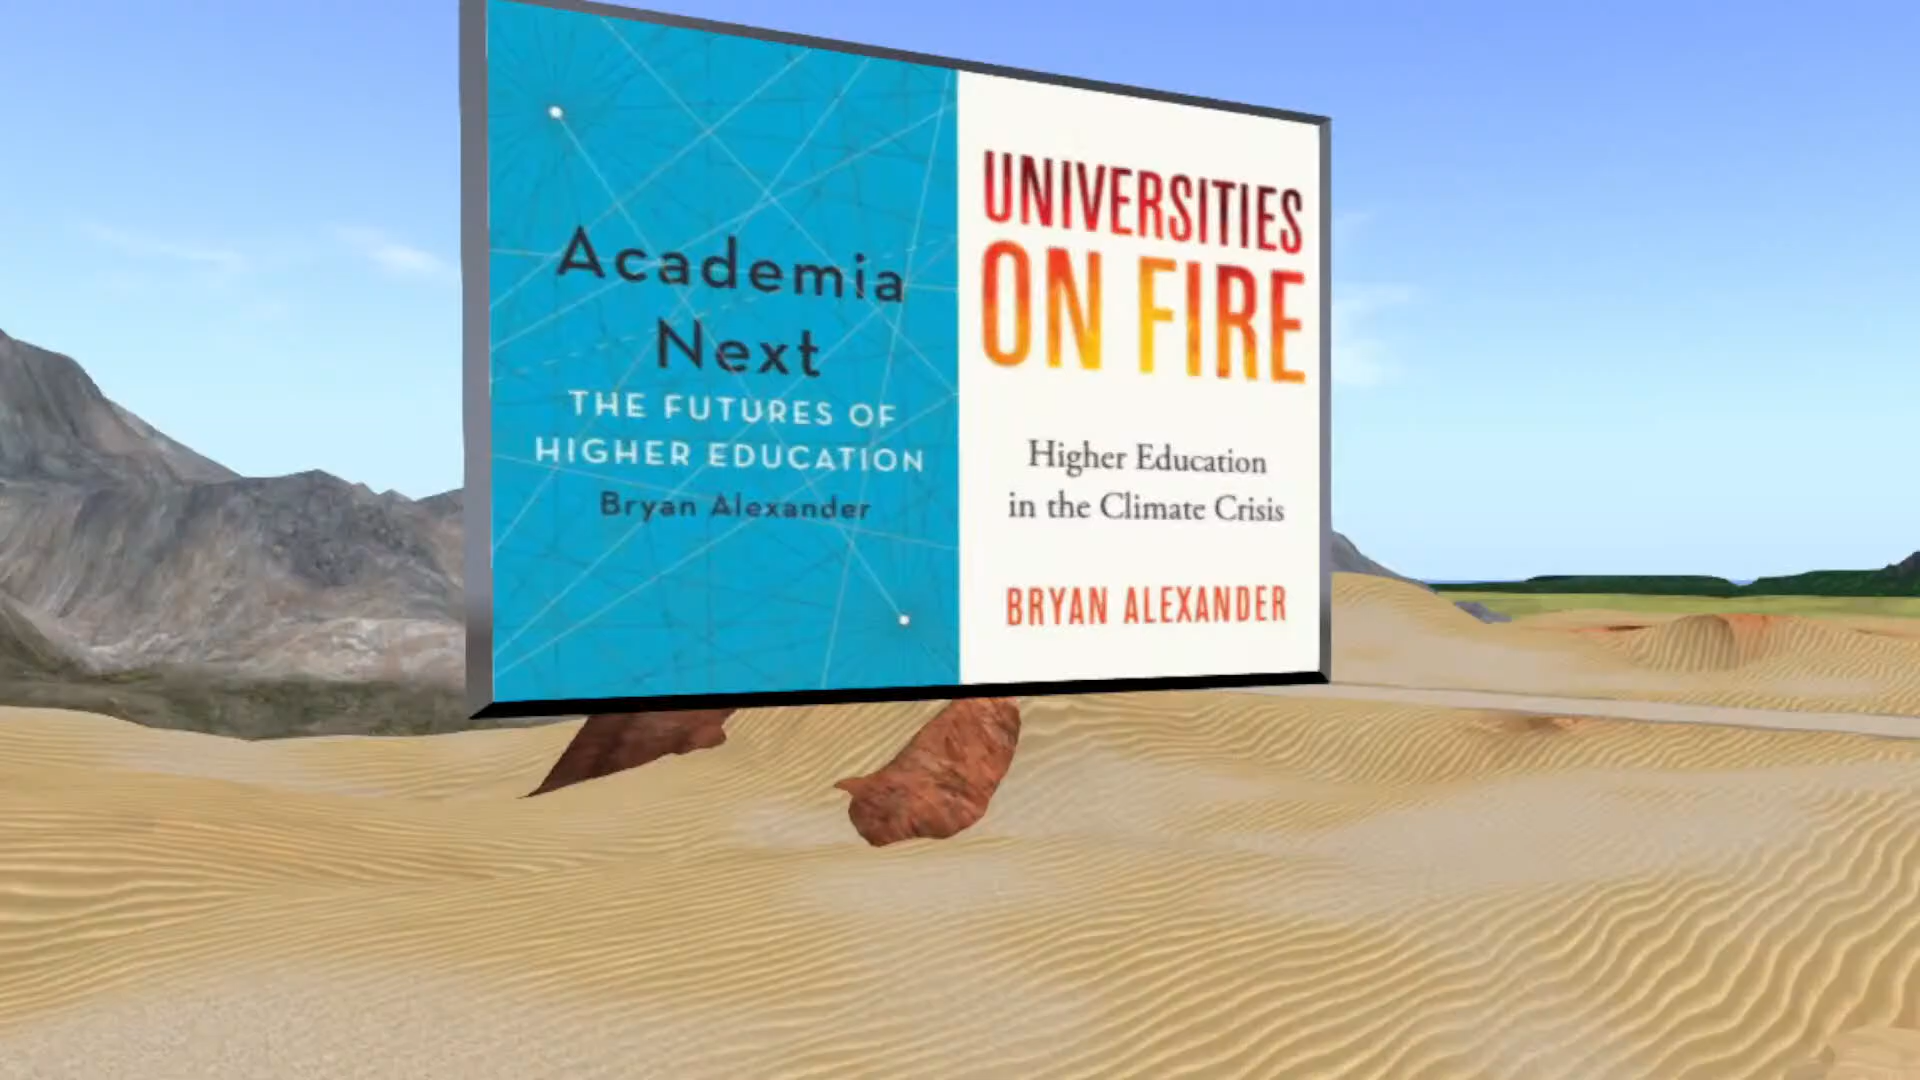 Academia
Next
THE FUTURES OF
HIGHER EDUCATION
Bryan Alexander
UNIVERSITIES
ON FIRE
Higher Education
in the Climate Crisis
BRYAN ALEXANDER